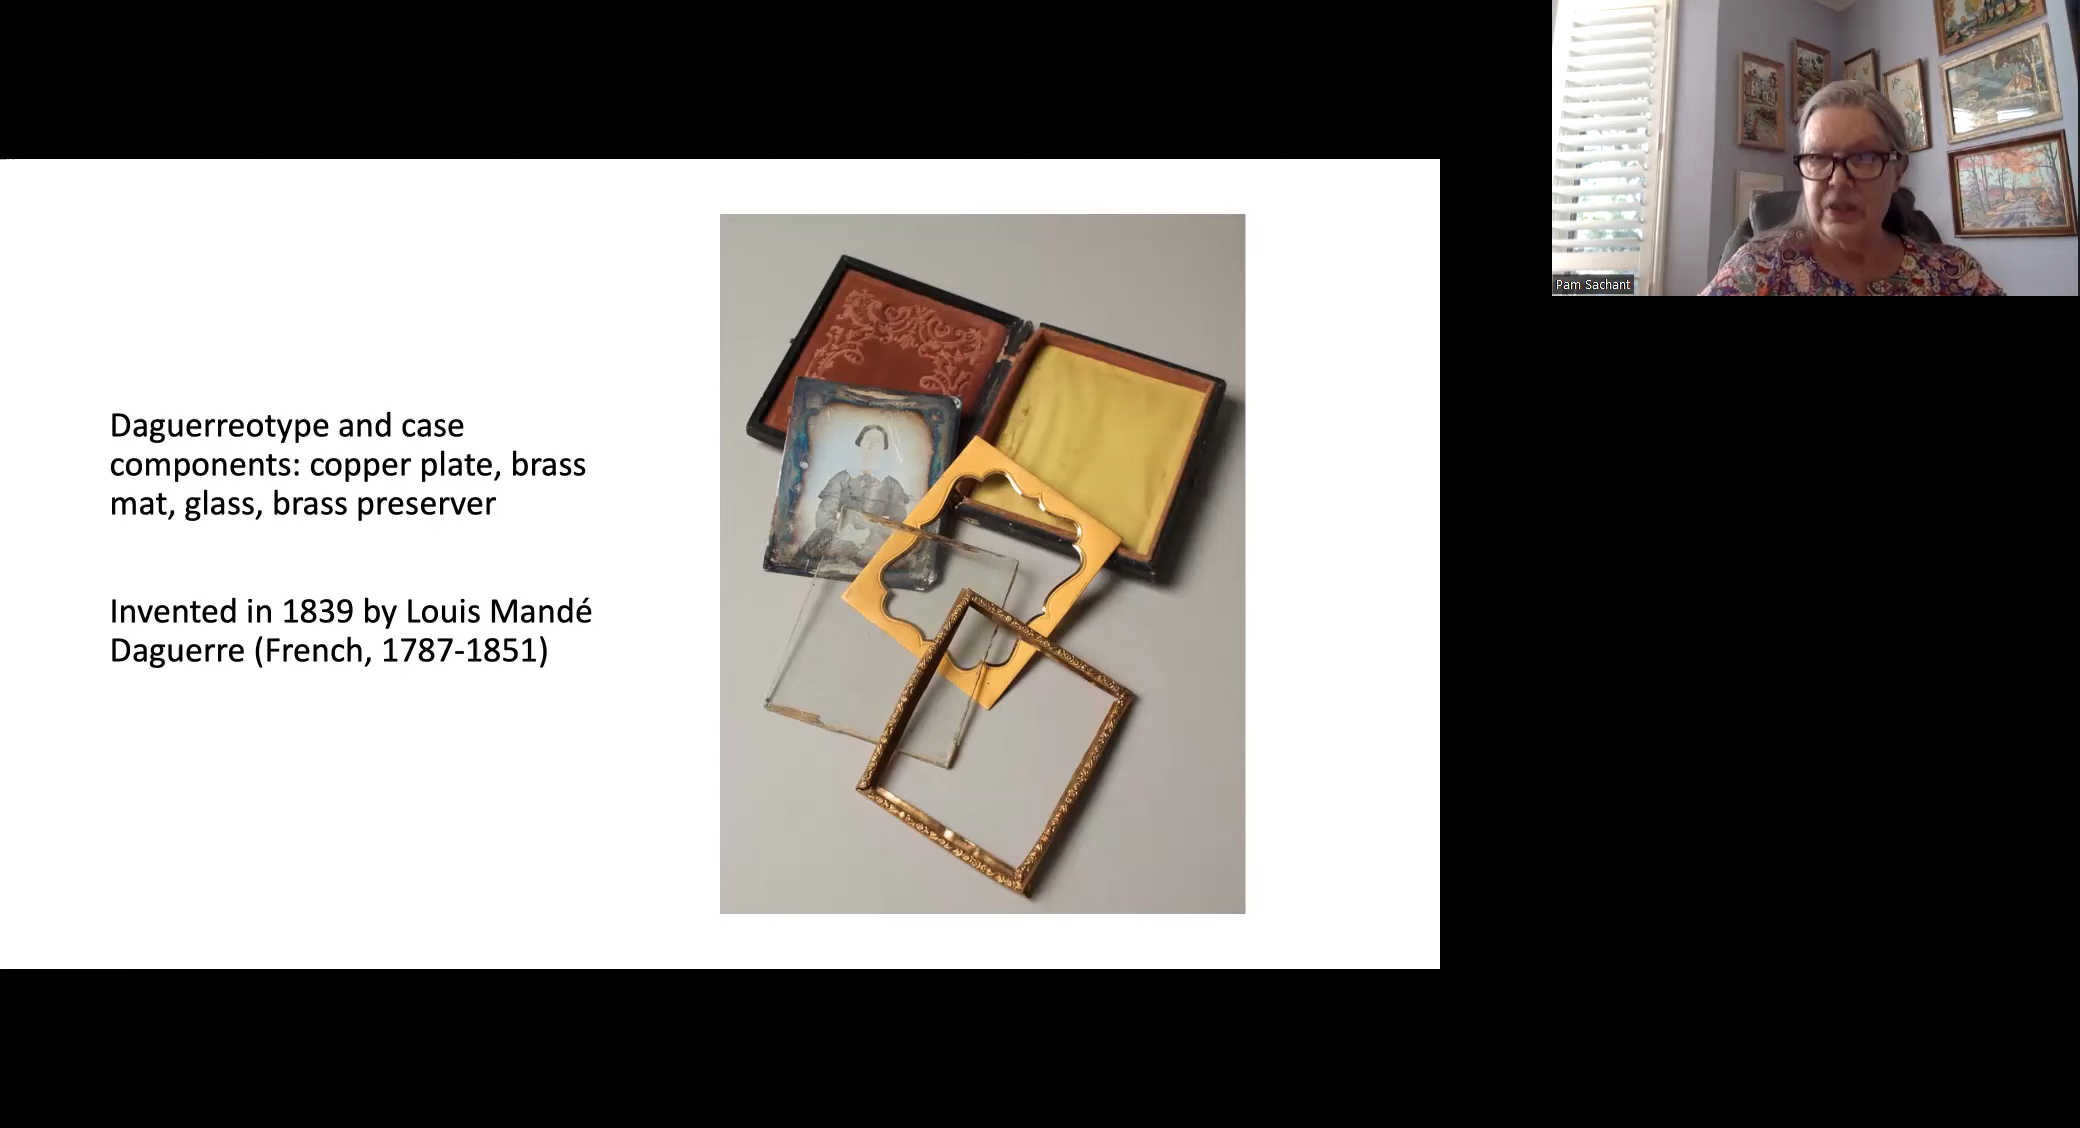 Daguerreotype and case
components: copper plate, brass
mat, glass, brass preserver
Invented in 1839 by Louis Mandé
Daguerre (French, 1787-1851)
Pam Sachant